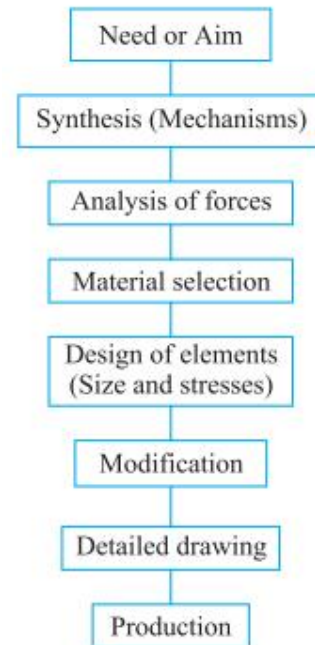 Need or Aim
Synthesis (Mechanisms)
Analysis of forces
Material selection
Design of elements
(Size and stresses)
Modification
Detailed drawing
Production